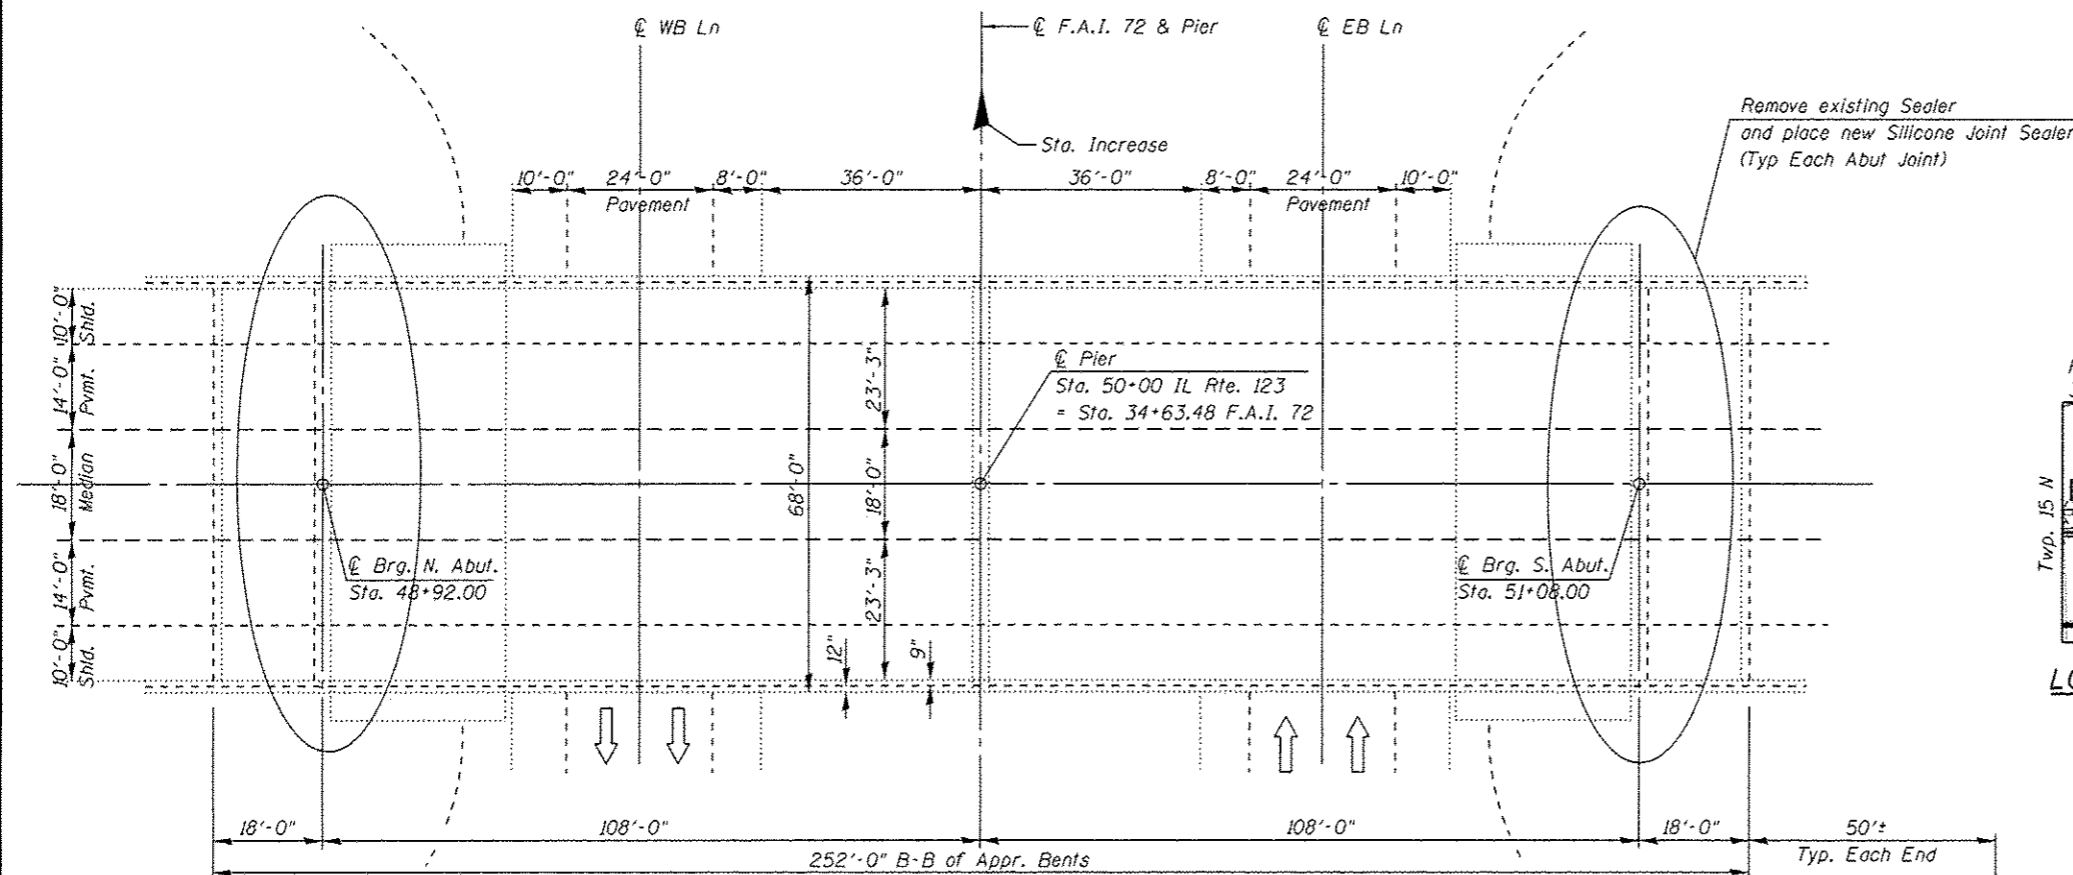 ℄ WB Ln
℄ F.A.I. 72 & Pier
℄ EB Ln
Remove existing Sealer
and place new Silicone Joint Sealer
(Typ Each Abut Joint)
Sta. Increase
10'-0" 24'-0" 8'-0" 36'-0" 36'-0" 8'-0" 24'-0" 10'-0"
Pavement
Pavement
10'-0"
Shld.
14'-0"
Pvmt.
18'-0"
Median
14'-0"
Pvmt.
10'-0"
Shld.
68'-0"
23'-3"
18'-0"
23'-3"
12"
9"
℄ Pier
Sta. 50+00 IL Rte. 123
= Sta. 34+63.48 F.A.I. 72
℄ Brg. N. Abut.
Sta. 48+92.00
℄ Brg. S. Abut.
Sta. 51+08.00
Twp. 15 N
18'-0" 108'-0" 108'-0" 18'-0" 50'±
252'-0" B-B of Appr. Bents
Typ. Each End